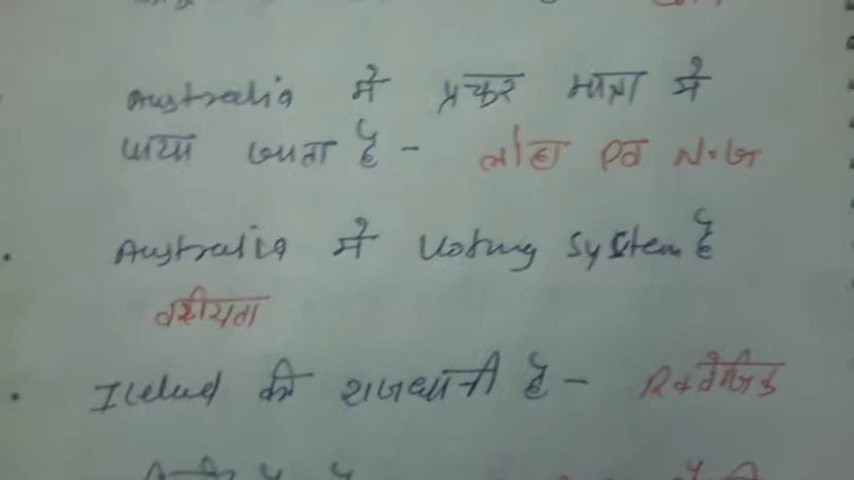 Australia में प्रचुर मात्रा में
पाया जाता है - लोहा एवं N.G
Australia में Voting System है
वरीयता
Iceland की राजधानी है -